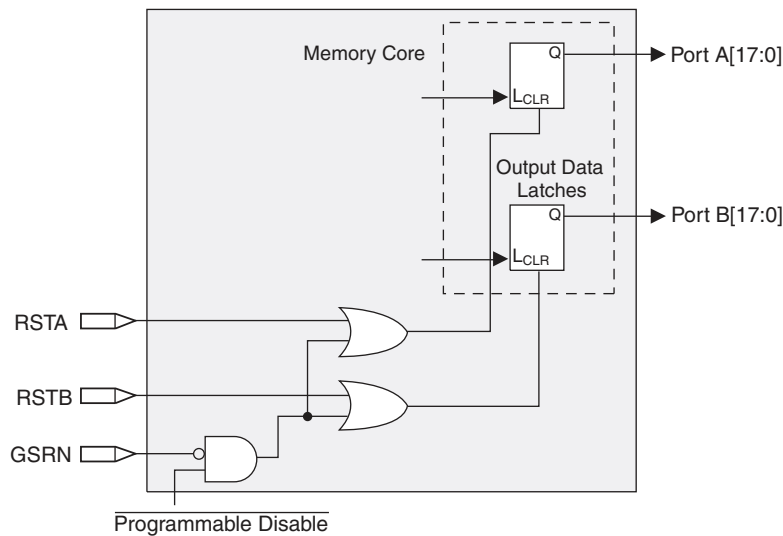 Memory Core
Q
Port A[17:0]
LCLR
Output Data
Latches
Q
Port B[17:0]
LCLR
RSTA
RSTB
GSRN
Programmable Disable